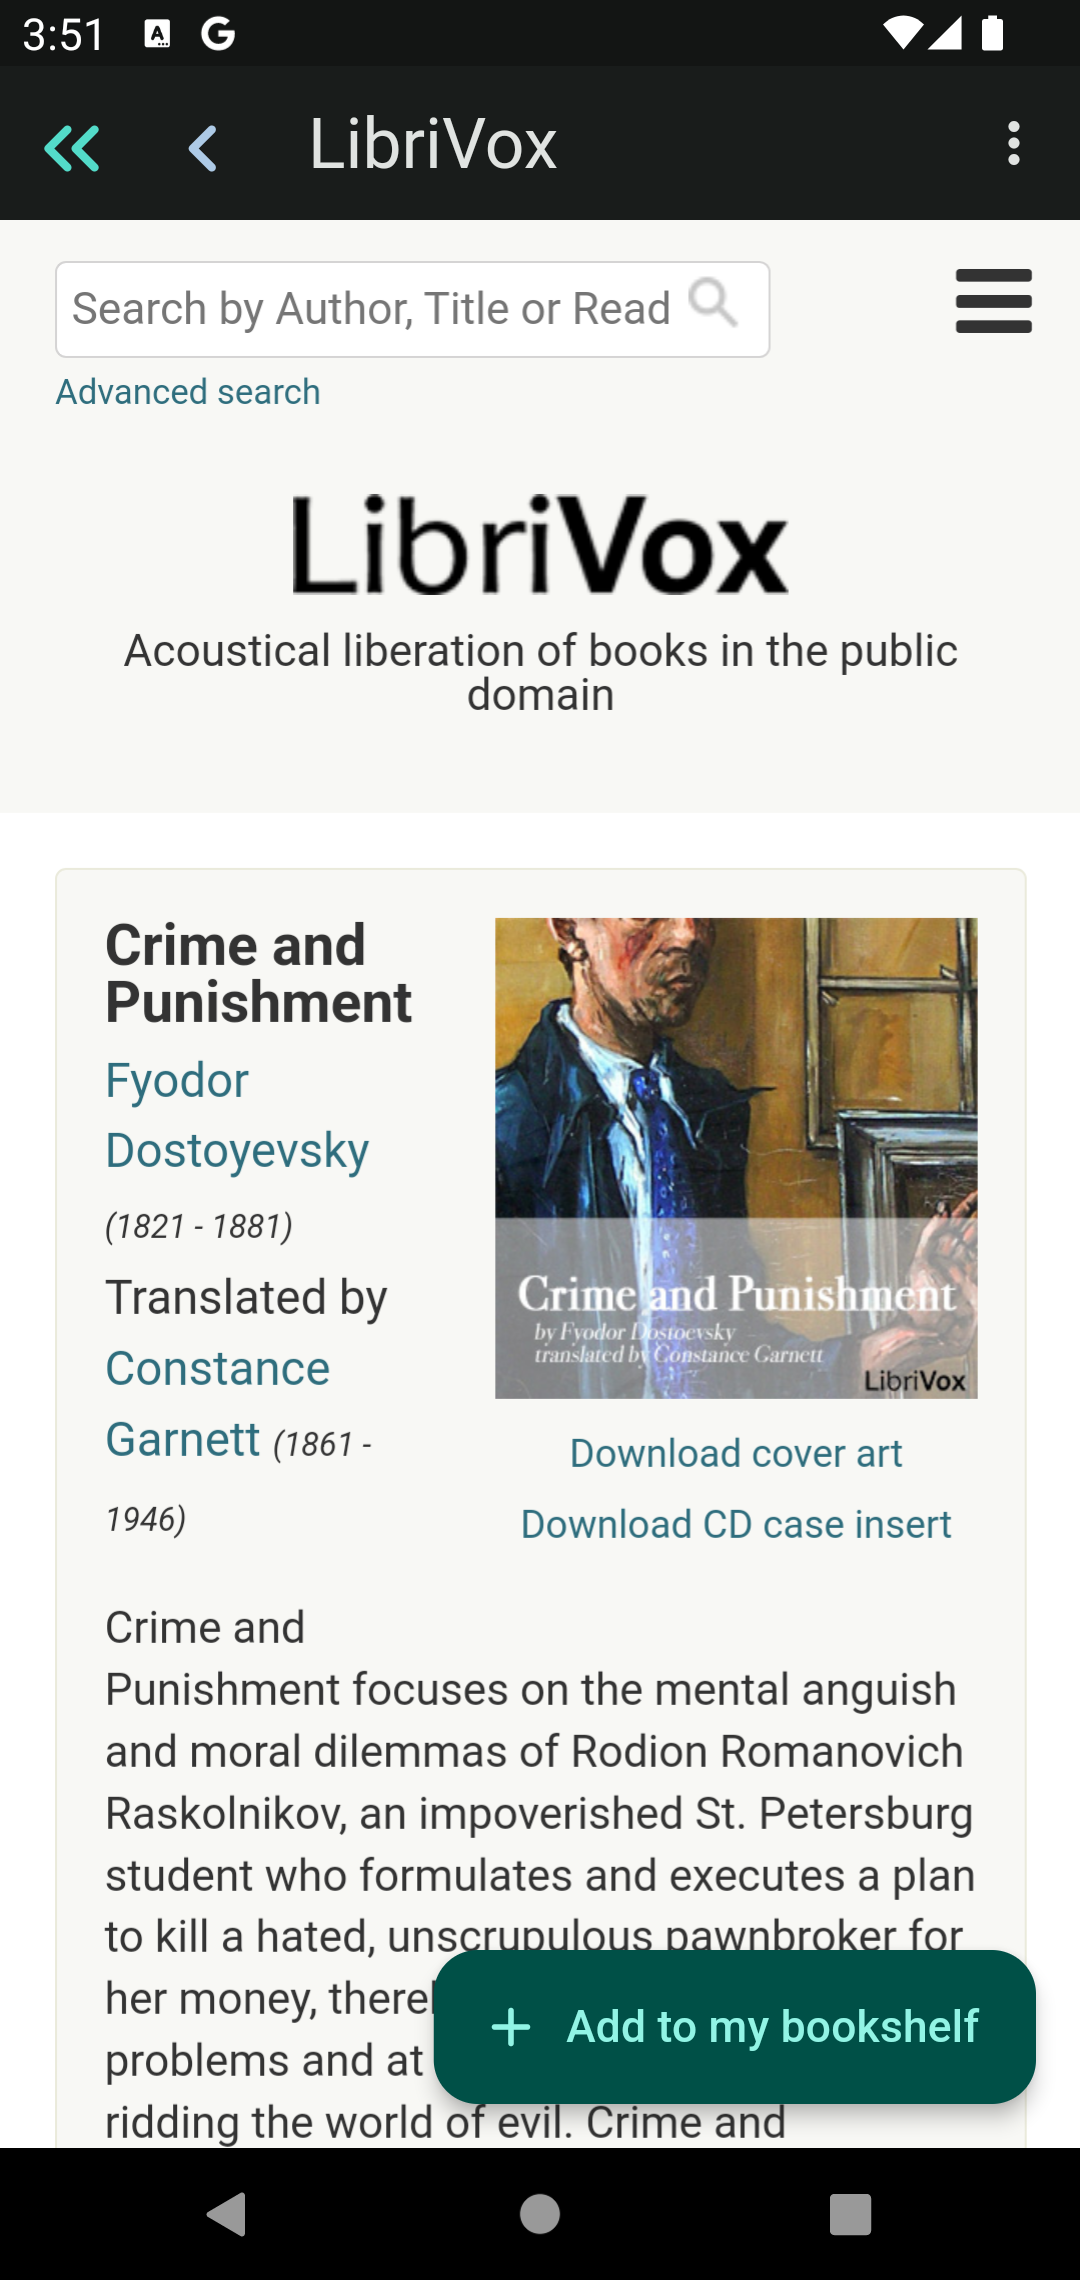 3:51
LibriVox
Search by Author, Title or Read
Advanced search
LibriVox
Acoustical liberation of books in the public
domain
Crime and
Punishment
Fyodor
Dostoyevsky
(1821 - 1881)
Translated by
Constance
Garnett (1861 -
1946)
Crime and Punishment
by Fyodor Dostoevsky
translated by Constance Garnett
LibriVox
Download cover art
Download CD case insert
Crime and
Punishment focuses on the mental anguish
and moral dilemmas of Rodion Romanovich
Raskolnikov, an impoverished St. Petersburg
student who formulates and executes a plan
to kill a hated, unscrupulous pawnbroker for
her money,
problems and at
ridding the world of evil. Crime and
Add to my bookshelf